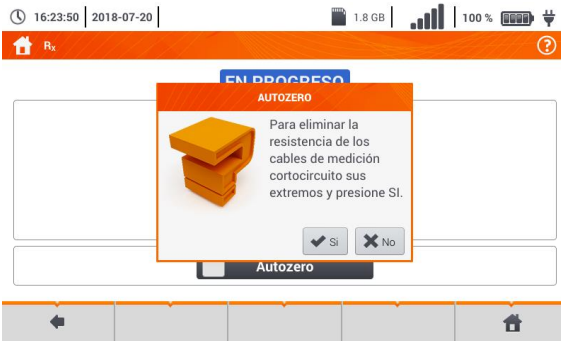 16:23:50 2018-07-20 1.8 GB 100 %
Rx
?
EN PROGRESO
AUTOZERO
Para eliminar la
resistencia de los
cables de medición
cortocircuito sus
extremos y presione SI.
Si No
Autozero